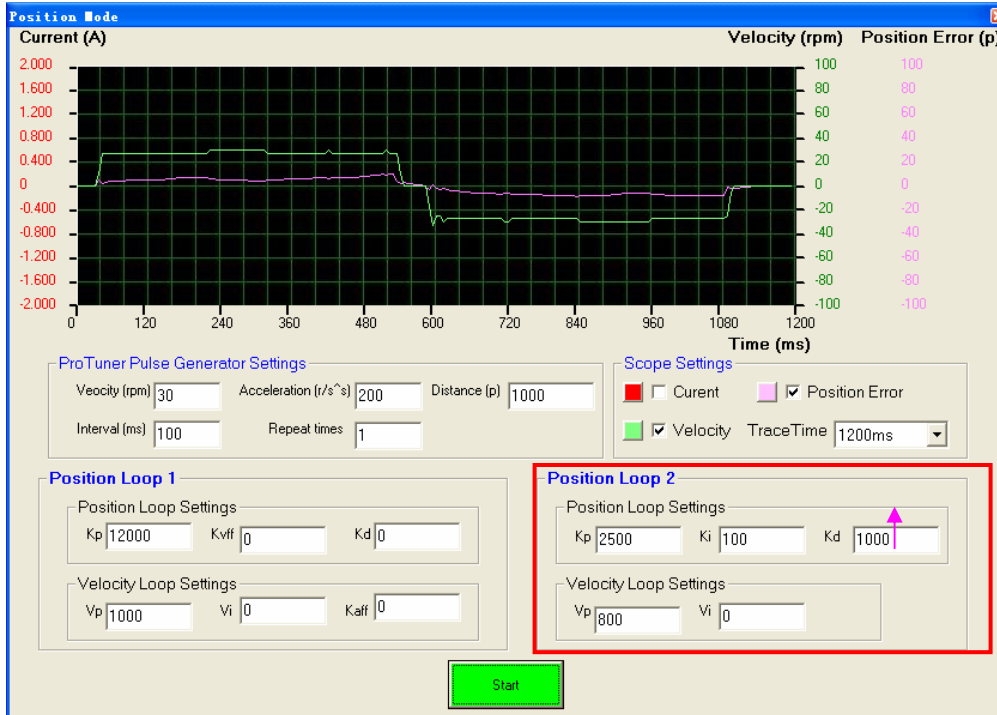 Position Mode
Current (A) Velocity (rpm) Position Error (p)
2.000 100 100
1.600 80 80
1.200 60 60
0.800 40 40
0.400 20 20
0 0 0
-0.400 -20 -20
-0.800 -40 -40
-1.200 -60 -60
-1.600 -80 -80
-2.000 -100 -100
0 120 240 360 480 600 720 840 960 1080 1200
Time (ms)
ProTuner Pulse Generator Settings
Veocity (rpm) 30 Acceleration (r/s^s) 200 Distance (p) 1000
Interval (ms) 100 Repeat times 1
Scope Settings
Curent Position Error
Velocity TraceTime 1200ms
Position Loop 1
Position Loop Settings
Kp 12000 Kvff 0 Kd 0
Velocity Loop Settings
Vp 1000 Vi 0 Kaff 0
Position Loop 2
Position Loop Settings
Kp 2500 Ki 100 Kd 1000
Velocity Loop Settings
Vp 800 Vi 0
Start